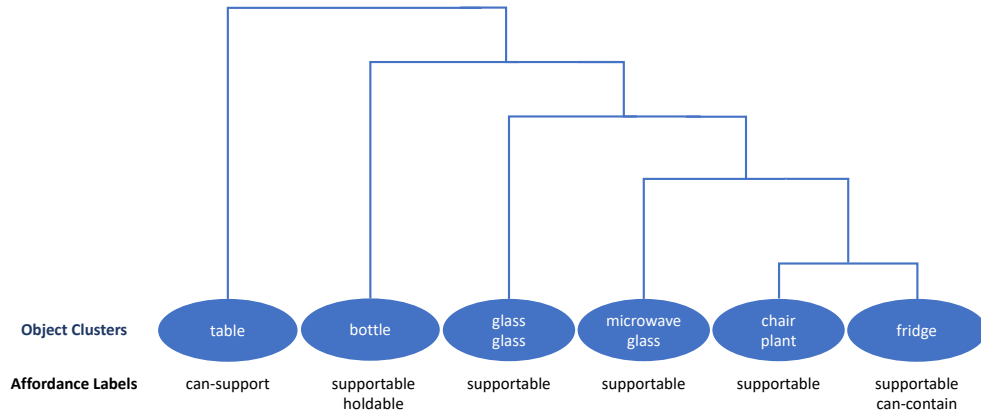 Object Clusters
table
bottle
glass
glass
microwave
glass
chair
plant
fridge
Affordance Labels
can-support
supportable
holdable
supportable
supportable
supportable
supportable
can-contain